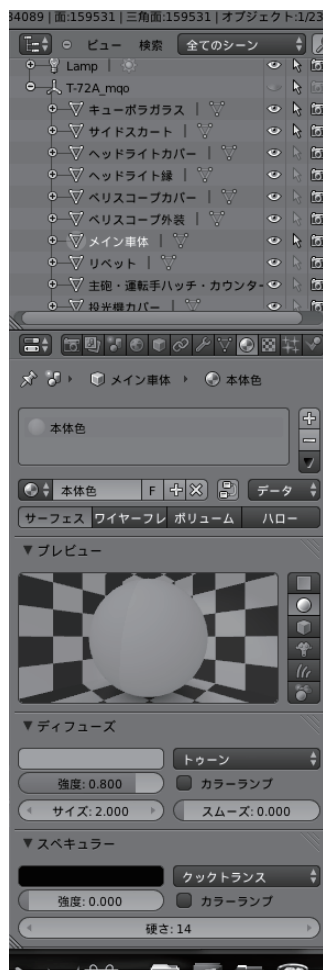 34089 | 面:159531 | 三角面:159531 | オブジェクト:1/23
ビュー 検索 全てのシーン
Lamp |
T-72A_mqo
キューポラガラス |
サイドスカート |
ヘッドライトカバー |
ヘッドライト縁 |
ペリスコープカバー |
ペリスコープ外装 |
メイン車体 |
リベット |
主砲・運転手ハッチ・カウンター
投光機カバー |
メイン車体 本体色
本体色
本体色 F データ
サーフェス ワイヤーフレ ボリューム ハロー
▼プレビュー
▼ディフューズ
トゥーン
強度: 0.800 カラーランプ
サイズ: 2.000 スムーズ: 0.000
▼スペキュラー
クックトランス
強度: 0.000 カラーランプ
硬さ: 14